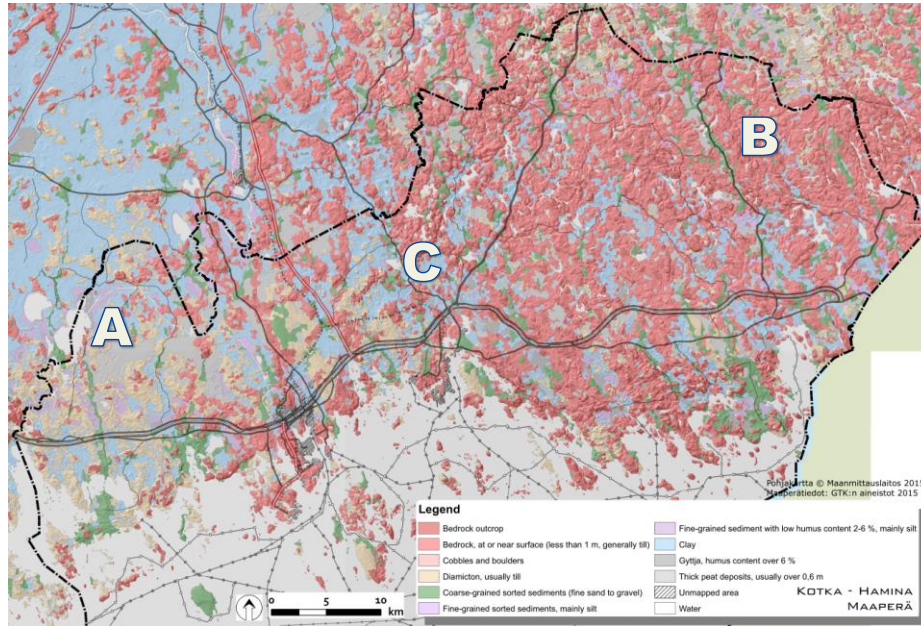 B
C
A
Pohjakartta © Maanmittauslaitos 2015
Maaperätiedot: GTK:n aineistot 2015
Legend
Bedrock outcrop
Bedrock, at or near surface (less than 1 m, generally till)
Cobbles and boulders
Diamicton, usually till
Coarse-grained sorted sediments (fine sand to gravel)
Fine-grained sorted sediments, mainly silt
Fine-grained sediment with low humus content 2-6 %, mainly silt
Clay
Gyttja, humus content over 6 %
Thick peat deposits, usually over 0,6 m
Unmapped area
Water
KOTKA - HAMINA
MAAPERÄ
0 5 10
km